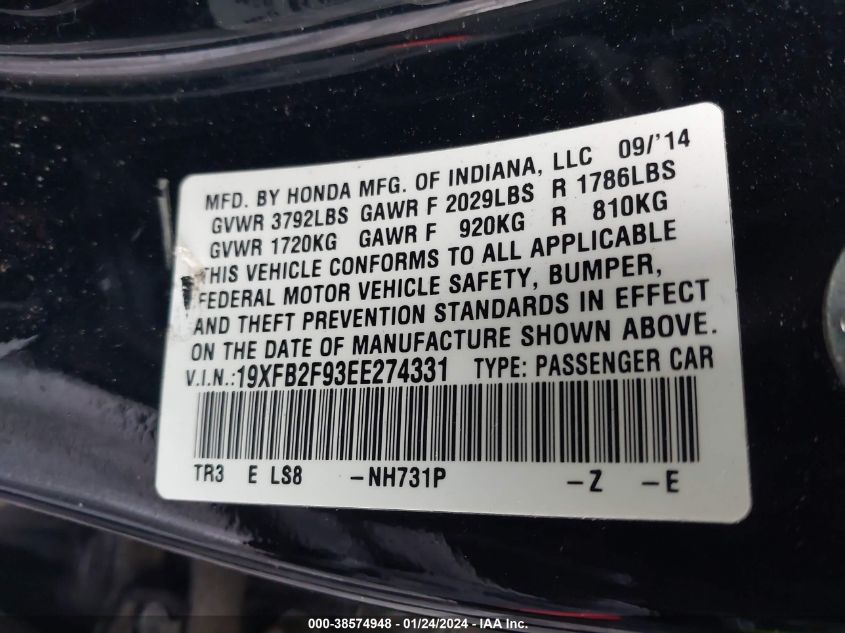 MFD. BY HONDA MFG. OF INDIANA, LLC 09/'14
GVWR 3792LBS GAWR F 2029LBS R 1786LBS
GVWR 1720KG GAWR F 920KG R 810KG
THIS VEHICLE CONFORMS TO ALL APPLICABLE
FEDERAL MOTOR VEHICLE SAFETY, BUMPER,
AND THEFT PREVENTION STANDARDS IN EFFECT
ON THE DATE OF MANUFACTURE SHOWN ABOVE.
V.I.N.:19XFB2F93EE274331 TYPE: PASSENGER CAR
TR3 E LS8 -NH731P -Z -E
000-38574948 - 01/24/2024 - IAA Inc.